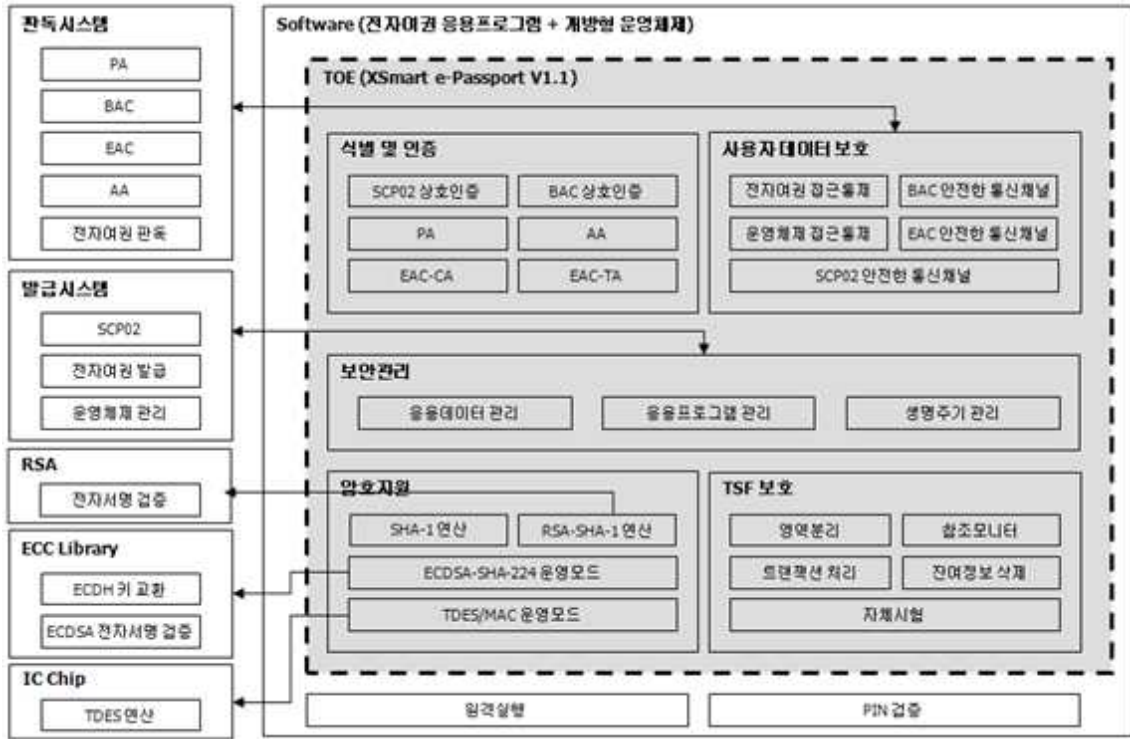 판독시스템
PA
BAC
EAC
AA
전자여권 판독
발급시스템
SCP02
전자여권 발급
운영체제 관리
RSA
전자서명 검증
ECC Library
ECDH 키 교환
ECDSA 전자서명 검증
IC Chip
TDES 연산
Software (전자여권 응용프로그램 + 개방형 운영체제)
TOE (XSmart e-Passport V1.1)
식별 및 인증
SCP02 상호인증
BAC 상호인증
PA
AA
EAC-CA
EAC-TA
사용자 데이터 보호
전자여권 접근통제
BAC 안전한 통신채널
운영체제 접근통제
EAC 안전한 통신채널
SCP02 안전한 통신채널
보안관리
응용데이터 관리
응용프로그램 관리
생명주기 관리
암호지원
SHA-1 연산
RSA-SHA-1 연산
ECDSA-SHA-224 운영모드
TDES/MAC 운영모드
TSF 보호
영역분리
참조모니터
트랜잭션 처리
잔여정보 삭제
자체시험
원격실행
PIN 검증